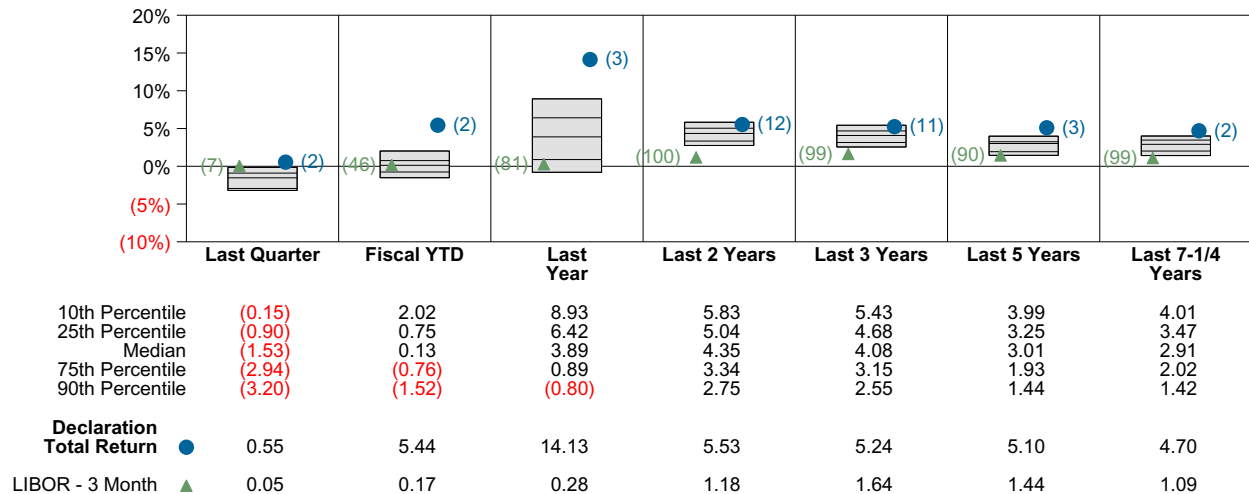 20%
15%
10%
5%
0%
(5%)
(10%)
(7) (2) (46) (2) (81) (3) (100) (12) (99) (11) (90) (3) (99) (2)
Last Quarter Fiscal YTD Last Year Last 2 Years Last 3 Years Last 5 Years Last 7-1/4 Years
10th Percentile (0.15) 2.02 8.93 5.83 5.43 3.99 4.01
25th Percentile (0.90) 0.75 6.42 5.04 4.68 3.25 3.47
Median (1.53) 0.13 3.89 4.35 4.08 3.01 2.91
75th Percentile (2.94) (0.76) 0.89 3.34 3.15 1.93 2.02
90th Percentile (3.20) (1.52) (0.80) 2.75 2.55 1.44 1.42
Declaration
Total Return 0.55 5.44 14.13 5.53 5.24 5.10 4.70
LIBOR - 3 Month 0.05 0.17 0.28 1.18 1.64 1.44 1.09